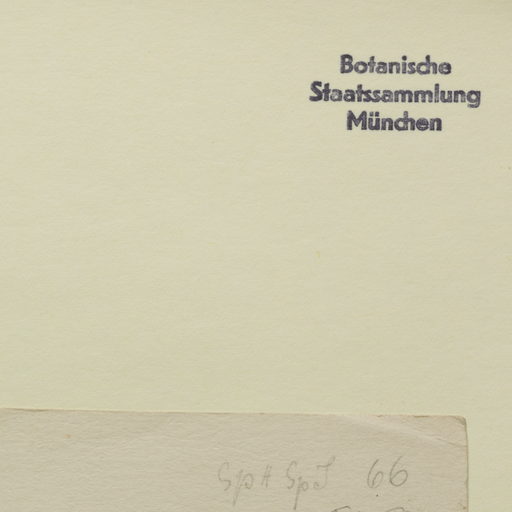 Botanische
Staatssammlung
München
66